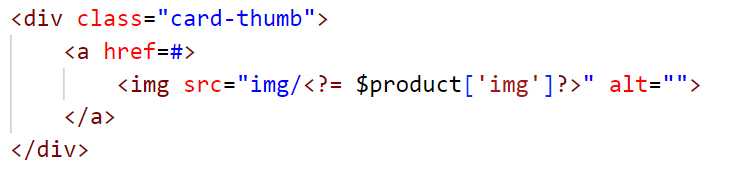 <div class="card-thumb">
    <a href=#>
        <img src="img/<?= $product['img']?>" alt="">
    </a>
</div>